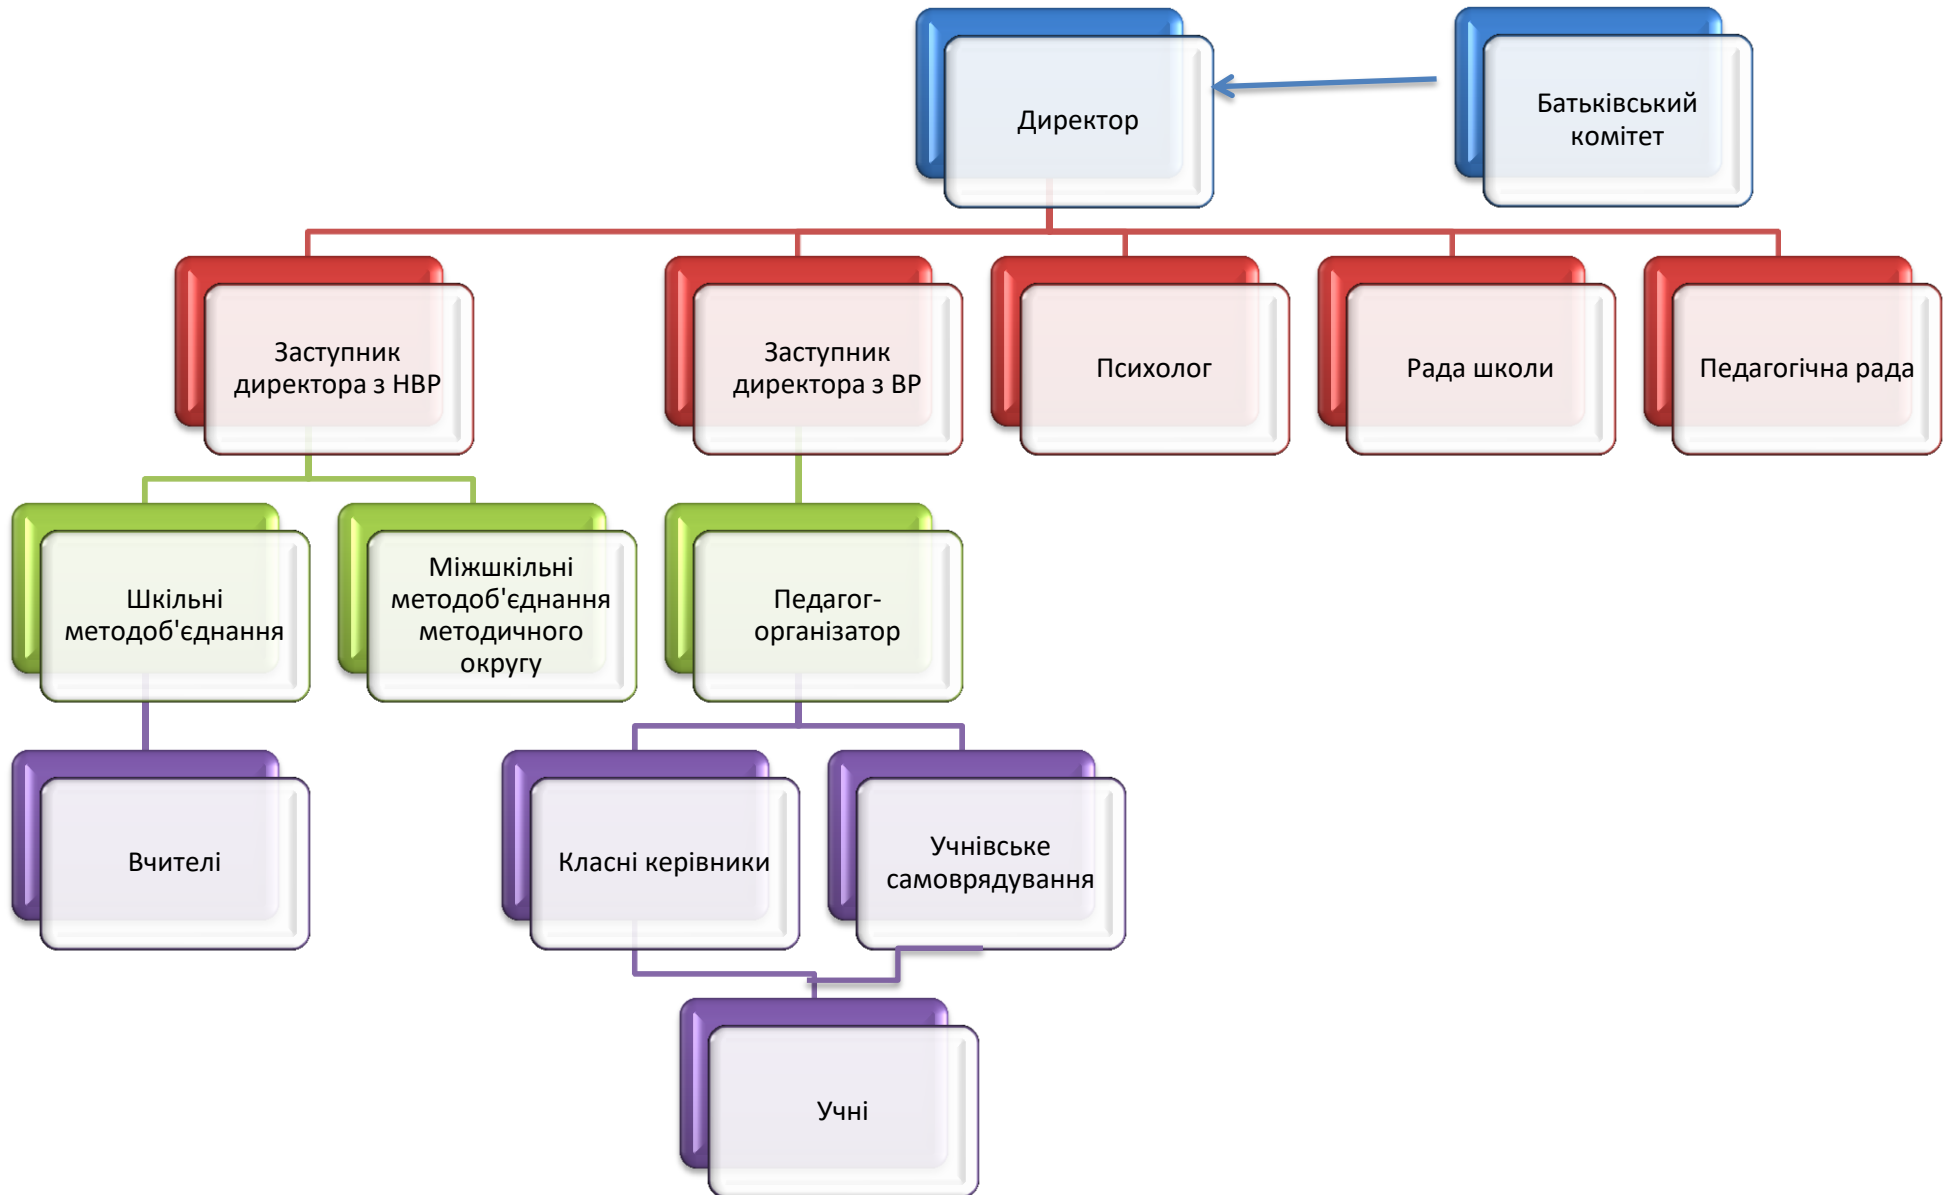 Директор
Батьківський
комітет
Заступник
директора з НВР
Заступник
директора з ВР
Психолог
Рада школи
Педагогічна рада
Шкільні
методоб'єднання
Міжшкільні
методоб'єднання
методичного
округу
Педагог-
організатор
Вчителі
Класні керівники
Учнівське
самоврядування
Учні